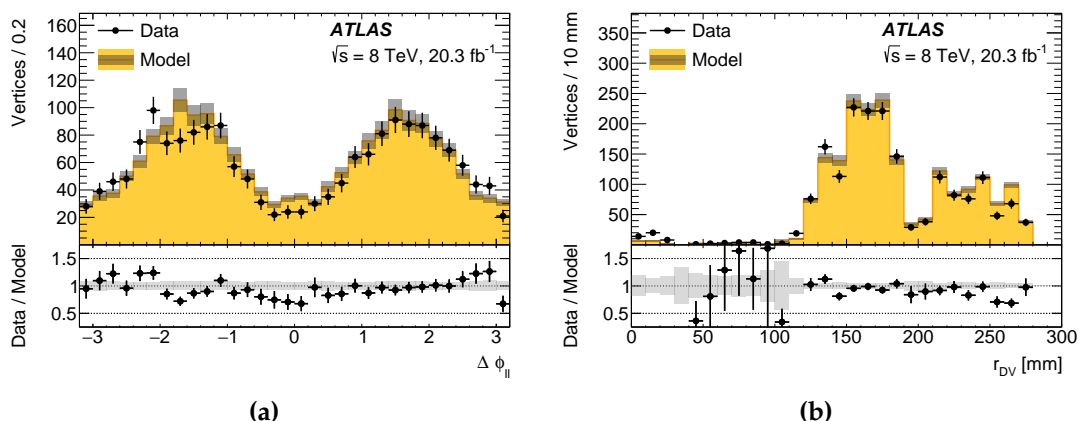 Vertices / 0.2
160
140
120
100
80
60
40
20
Data
Model
ATLAS
√s = 8 TeV, 20.3 fb⁻¹
Data / Model
1.5
1
0.5
−3 −2 −1 0 1 2 3
Δ ϕ_ll
(a)
Vertices / 10 mm
350
300
250
200
150
100
50
Data
Model
ATLAS
√s = 8 TeV, 20.3 fb⁻¹
Data / Model
1.5
1
0.5
0 50 100 150 200 250 300
r_DV [mm]
(b)